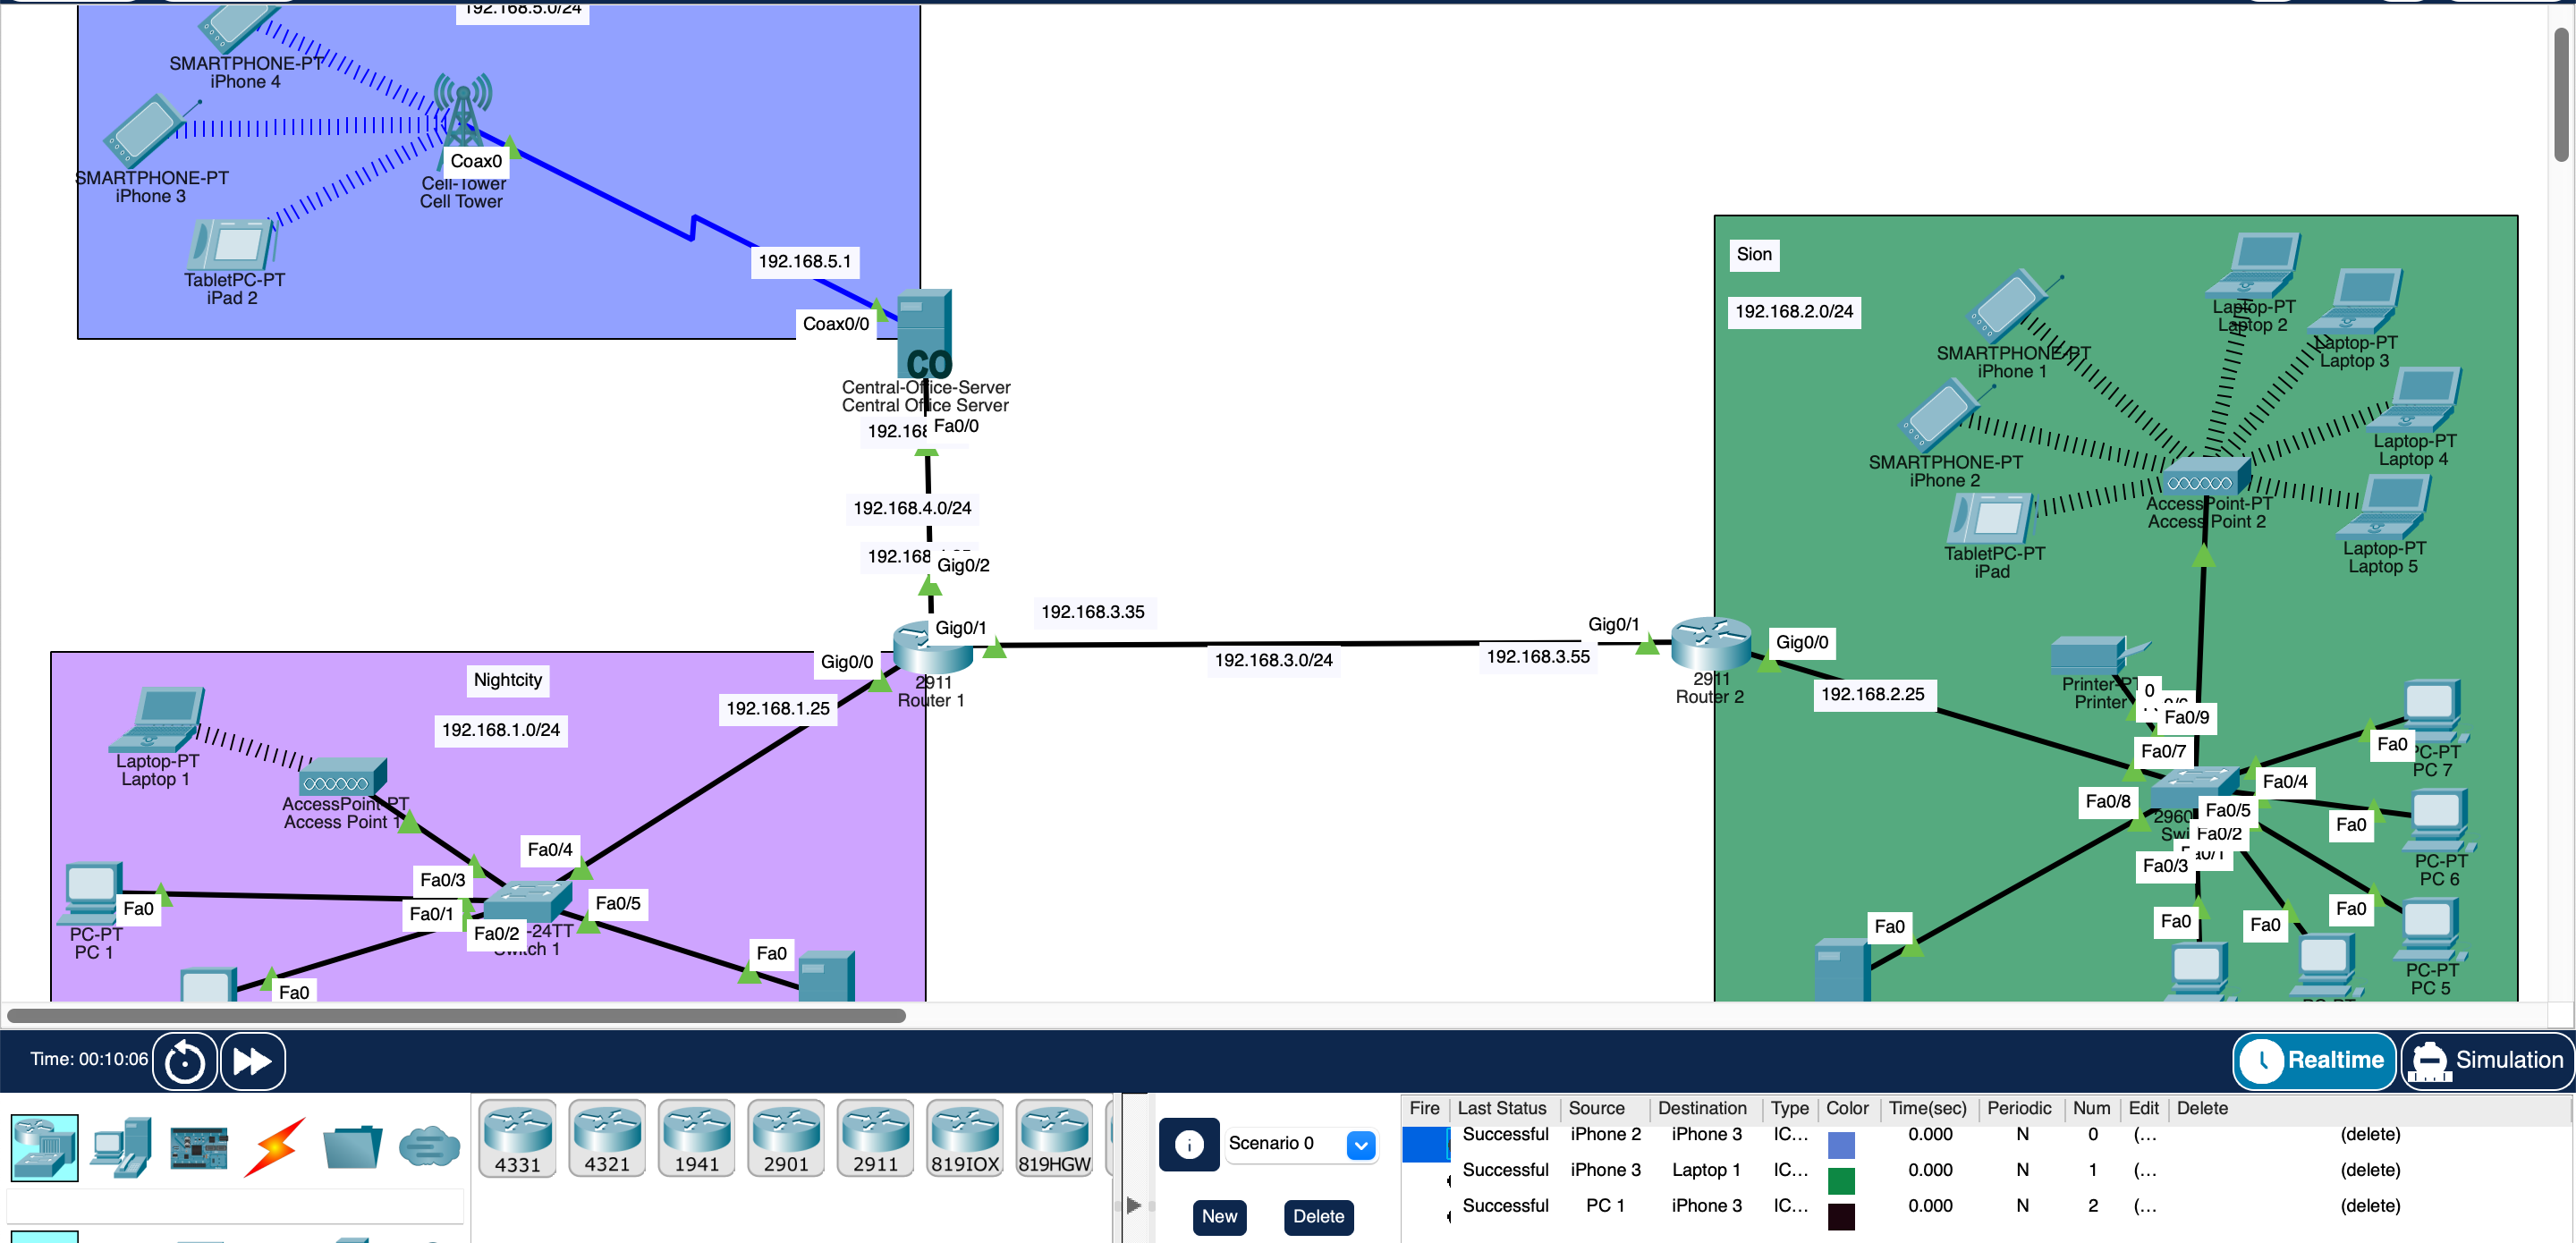 192.168.5.0/24
SMARTPHONE-PT
iPhone 4
SMARTPHONE-PT
iPhone 3
TabletPC-PT
iPad 2
Coax0
Cell-Tower
Cell Tower
192.168.5.1
Coax0/0
CO
Central-Office-Server
Central Office Server
192.168
Fa0/0
192.168.4.0/24
192.168
Gig0/2
Gig0/1
192.168.3.35
Gig0/0
2911
Router 1
192.168.3.0/24
192.168.3.55
Gig0/1
2911
Router 2
Gig0/0
192.168.2.25
Nightcity
192.168.1.0/24
192.168.1.25
Laptop-PT
Laptop 1
AccessPoint-PT
Access Point 1
Fa0/4
Fa0/3
Fa0/1
Fa0/2
Fa0/5
-24TT
Switch 1
Fa0
PC-PT
PC 1
Fa0
Fa0
Sion
192.168.2.0/24
SMARTPHONE-PT
iPhone 1
SMARTPHONE-PT
iPhone 2
TabletPC-PT
iPad
Laptop-PT
Laptop 2
Laptop-PT
Laptop 3
Laptop-PT
Laptop 4
Laptop-PT
Laptop 5
AccessPoint-PT
Access Point 2
Printer-PT
Printer
0
Fa0/9
Fa0/7
Fa0/8
Fa0/4
Fa0/5
2960
Swi
Fa0/2
Fa0/1
Fa0/3
Fa0
PC-PT
PC 7
Fa0
PC-PT
PC 6
Fa0
PC-PT
PC 5
Fa0
Fa0
Fa0
Time: 00:10:06
Realtime
Simulation
4331
4321
1941
2901
2911
819IOX
819HGW
Scenario 0
New
Delete
Fire Last Status Source Destination Type Color Time(sec) Periodic Num Edit Delete
Successful iPhone 2 iPhone 3 IC... 0.000 N 0 (... (delete)
Successful iPhone 3 Laptop 1 IC... 0.000 N 1 (... (delete)
Successful PC 1 iPhone 3 IC... 0.000 N 2 (... (delete)